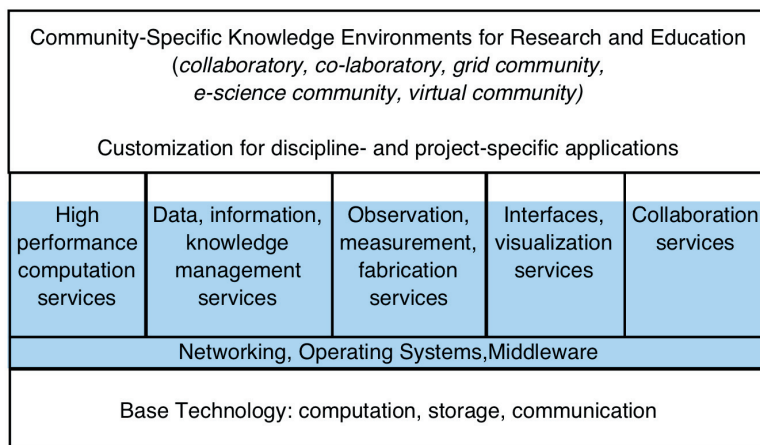 Community-Specific Knowledge Environments for Research and Education
(collaboratory, co-laboratory, grid community,
e-science community, virtual community)
Customization for discipline- and project-specific applications
High
performance
computation
services
Data, information,
knowledge
management
services
Observation,
measurement,
fabrication
services
Interfaces,
visualization
services
Collaboration
services
Networking, Operating Systems,Middleware
Base Technology: computation, storage, communication